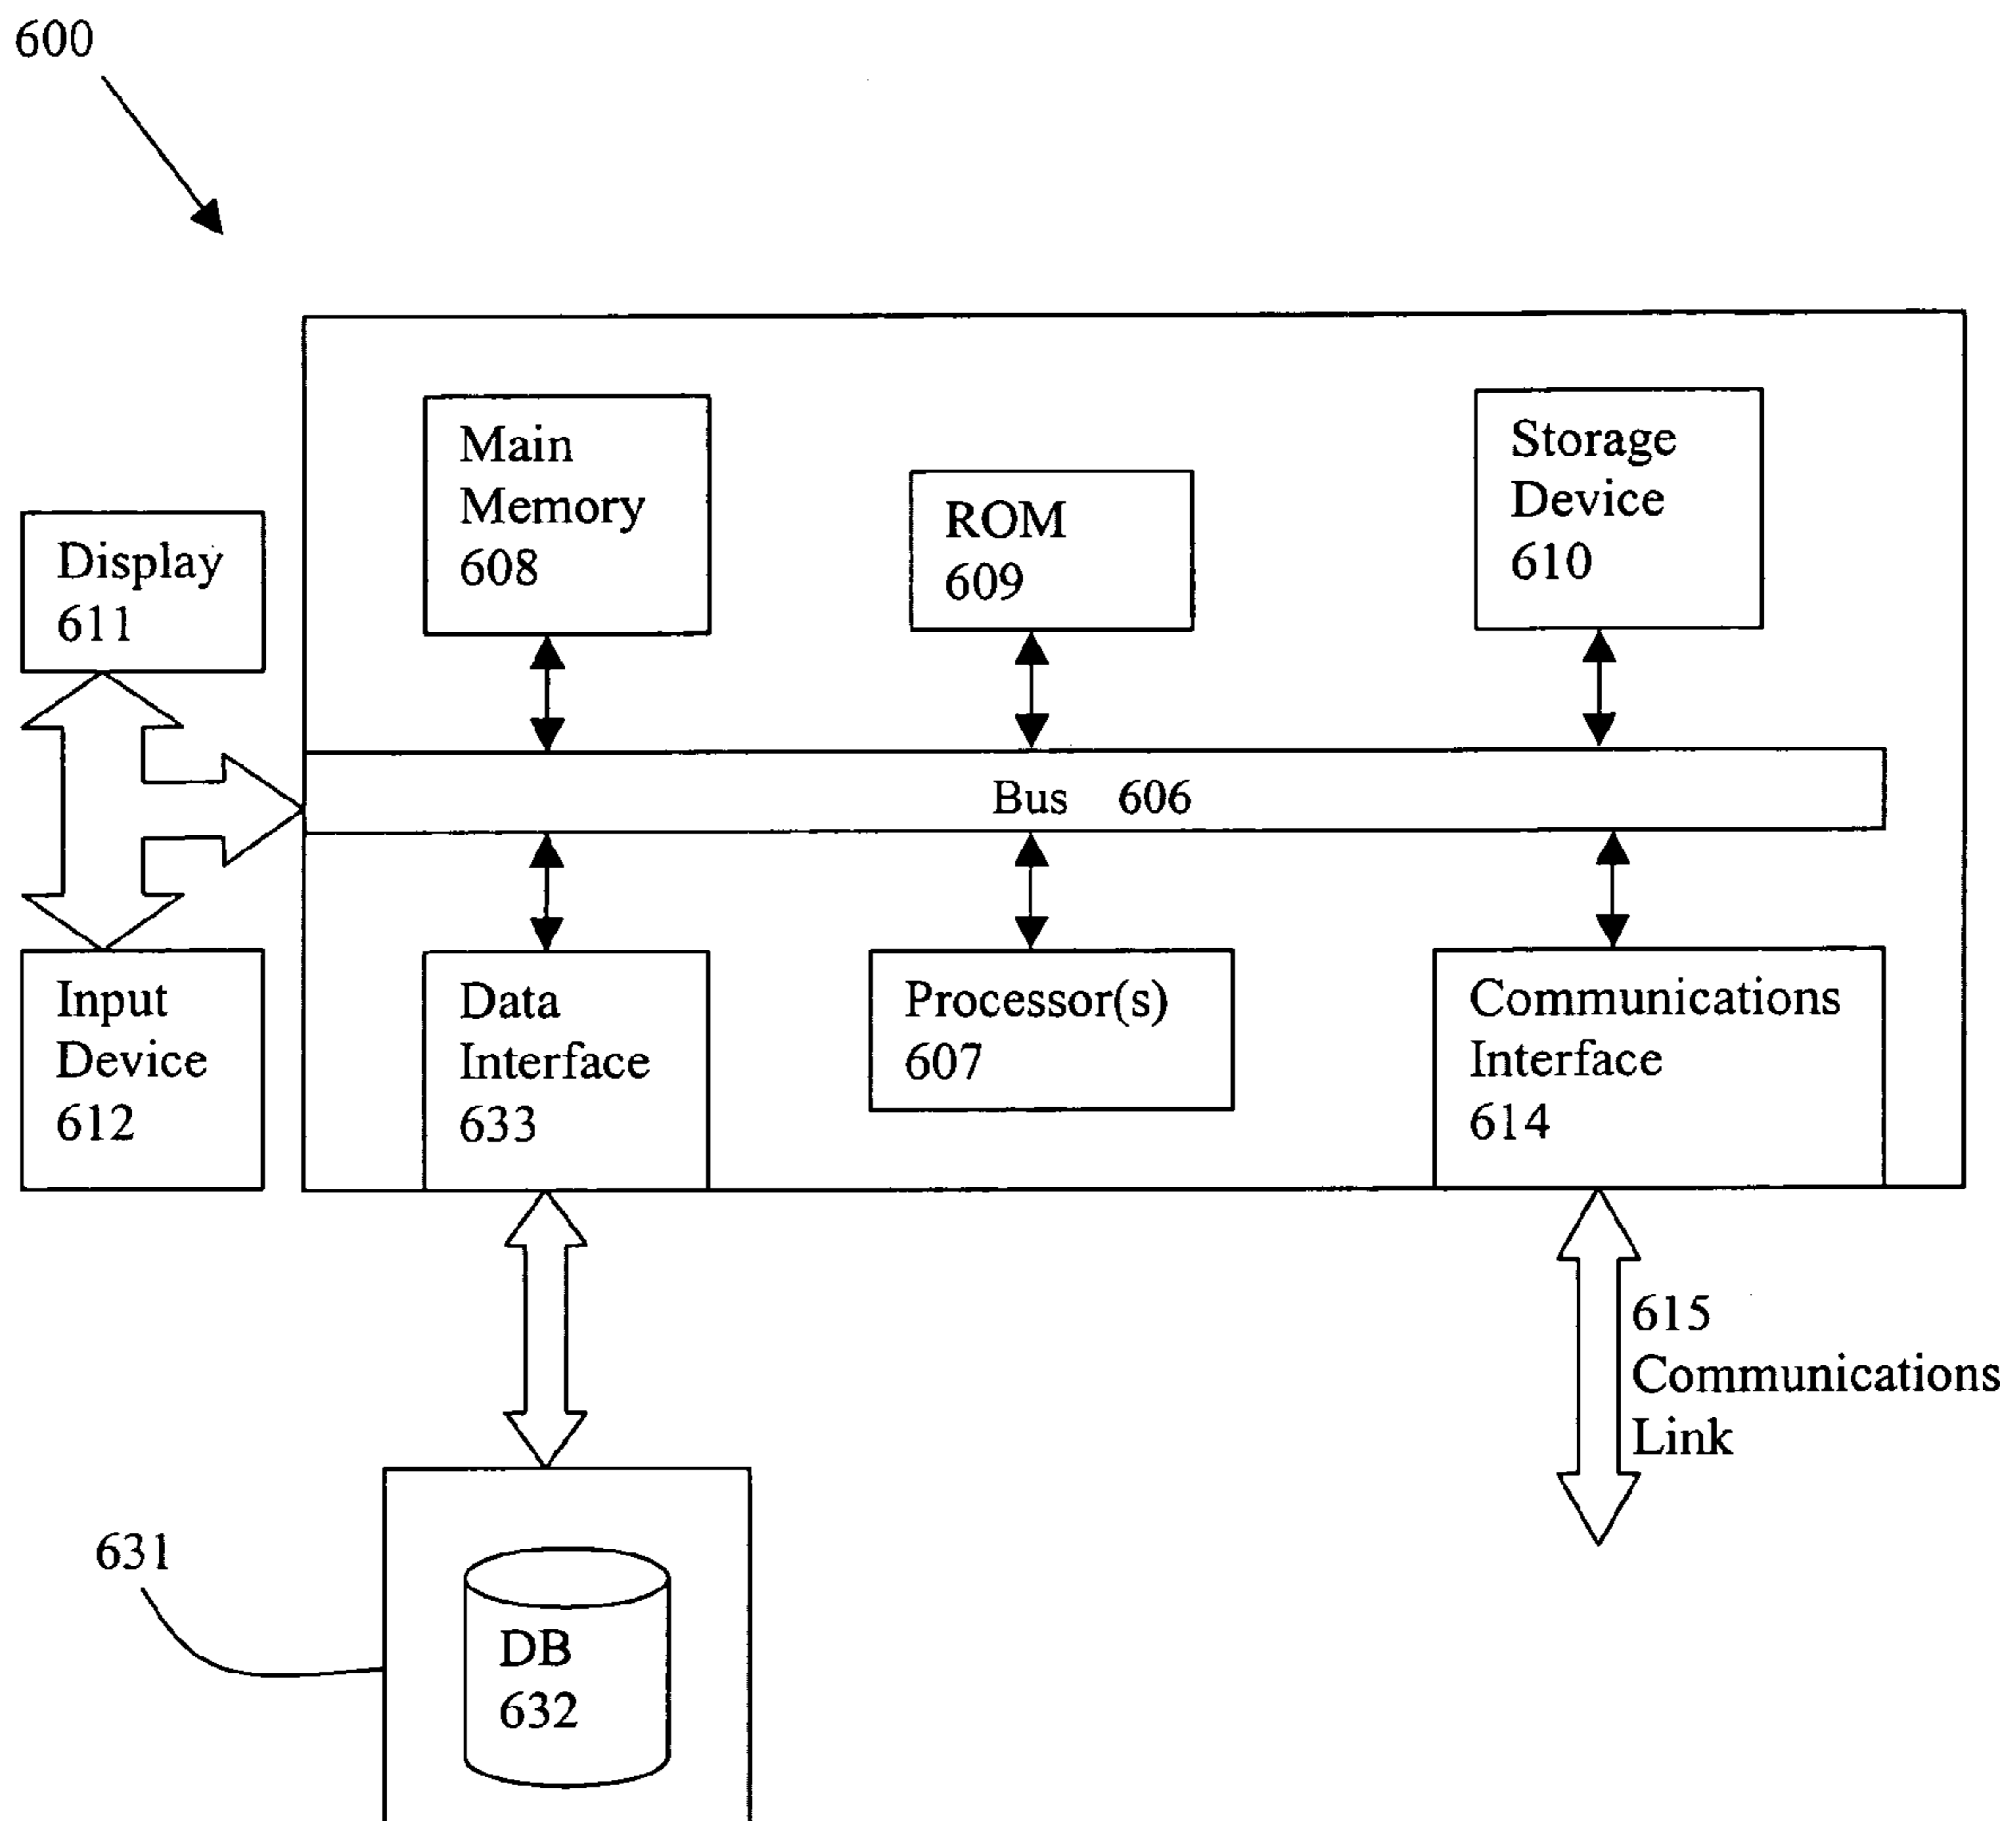 600
Main
Memory
608
ROM
609
Storage
Device
610
Display
611
Bus 606
Input
Device
612
Data
Interface
633
Processor(s)
607
Communications
Interface
614
615
Communications
Link
631
DB
632